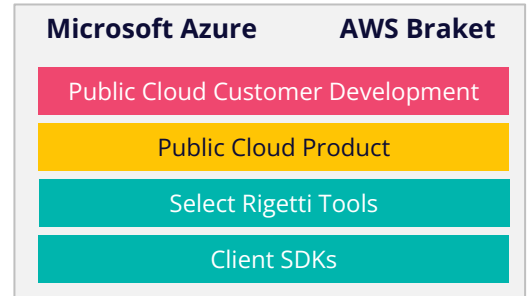 Microsoft Azure AWS Braket
Public Cloud Customer Development
Public Cloud Product
Select Rigetti Tools
Client SDKs